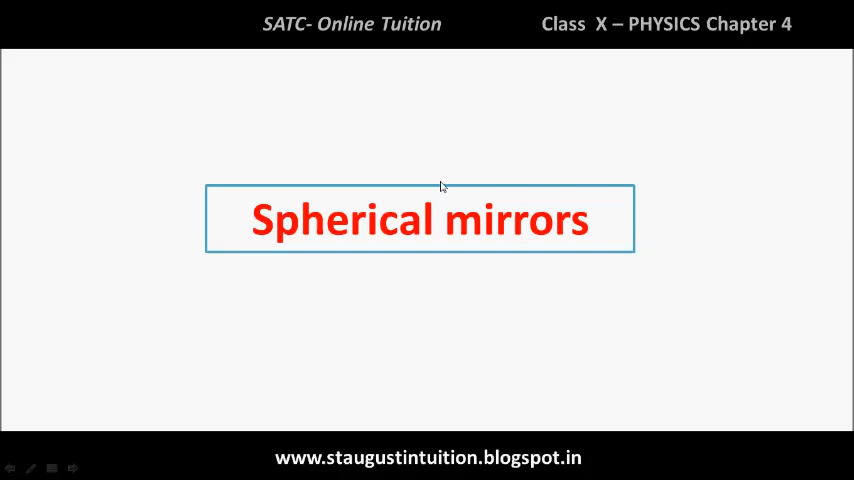 SATC- Online Tuition
Class X – PHYSICS Chapter 4
Spherical mirrors
www.staugustintuition.blogspot.in